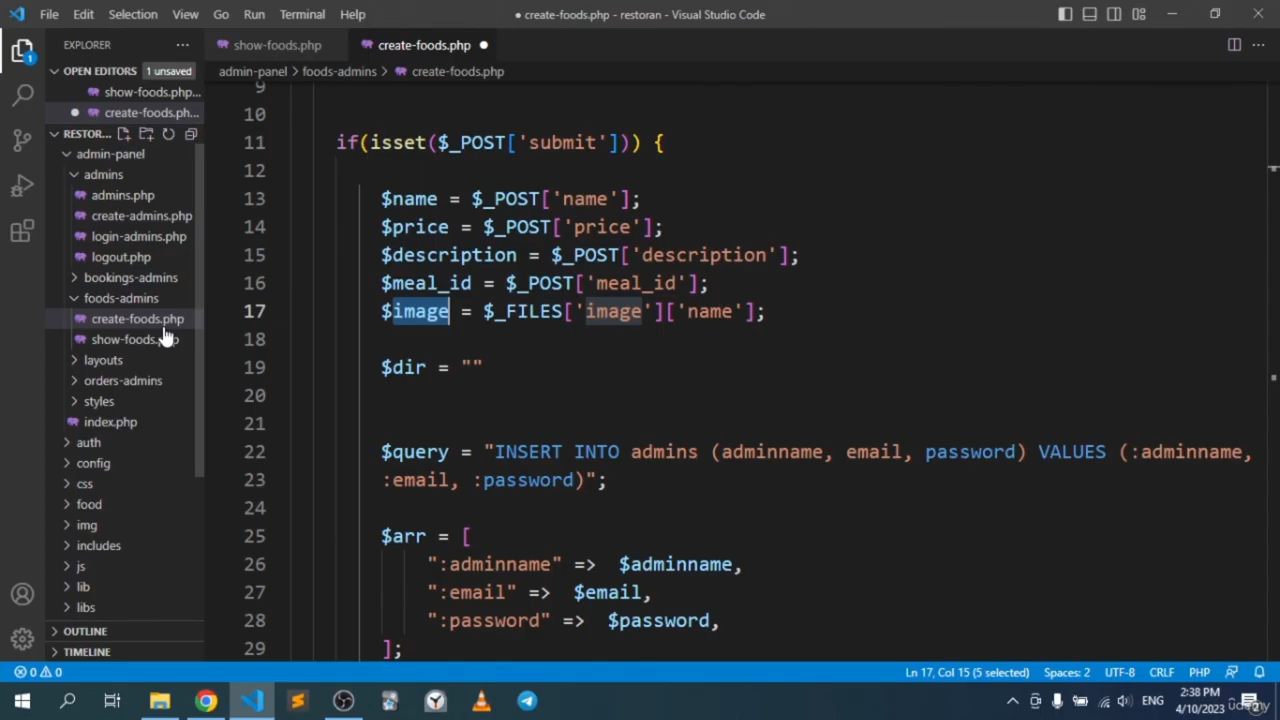 File Edit Selection View Go Run Terminal Help
create-foods.php - restoran - Visual Studio Code
EXPLORER
show-foods.php
create-foods.php
OPEN EDITORS
1 unsaved
admin-panel > foods-admins > create-foods.php
show-foods.php...
create-foods.ph...
RESTOR...
admin-panel
admins
admins.php
create-admins.php
login-admins.php
logout.php
bookings-admins
foods-admins
create-foods.php
show-foods.php
layouts
orders-admins
styles
index.php
auth
config
css
food
img
includes
js
lib
libs
OUTLINE
TIMELINE
9
10
11 if(isset($_POST['submit'])) {
12
13 $name = $_POST['name'];
14 $price = $_POST['price'];
15 $description = $_POST['description'];
16 $meal_id = $_POST['meal_id'];
17 $image = $_FILES['image']['name'];
18
19 $dir = ""
20
21
22 $query = "INSERT INTO admins (adminname, email, password) VALUES (:adminname,
23 :email, :password)";
24
25 $arr = [
26 ":adminname" => $adminname,
27 ":email" => $email,
28 ":password" => $password,
29 ];
0 0
Ln 17, Col 15 (5 selected)
Spaces: 2
UTF-8
CRLF
PHP
ENG
2:38 PM
4/10/2023
1
udemy